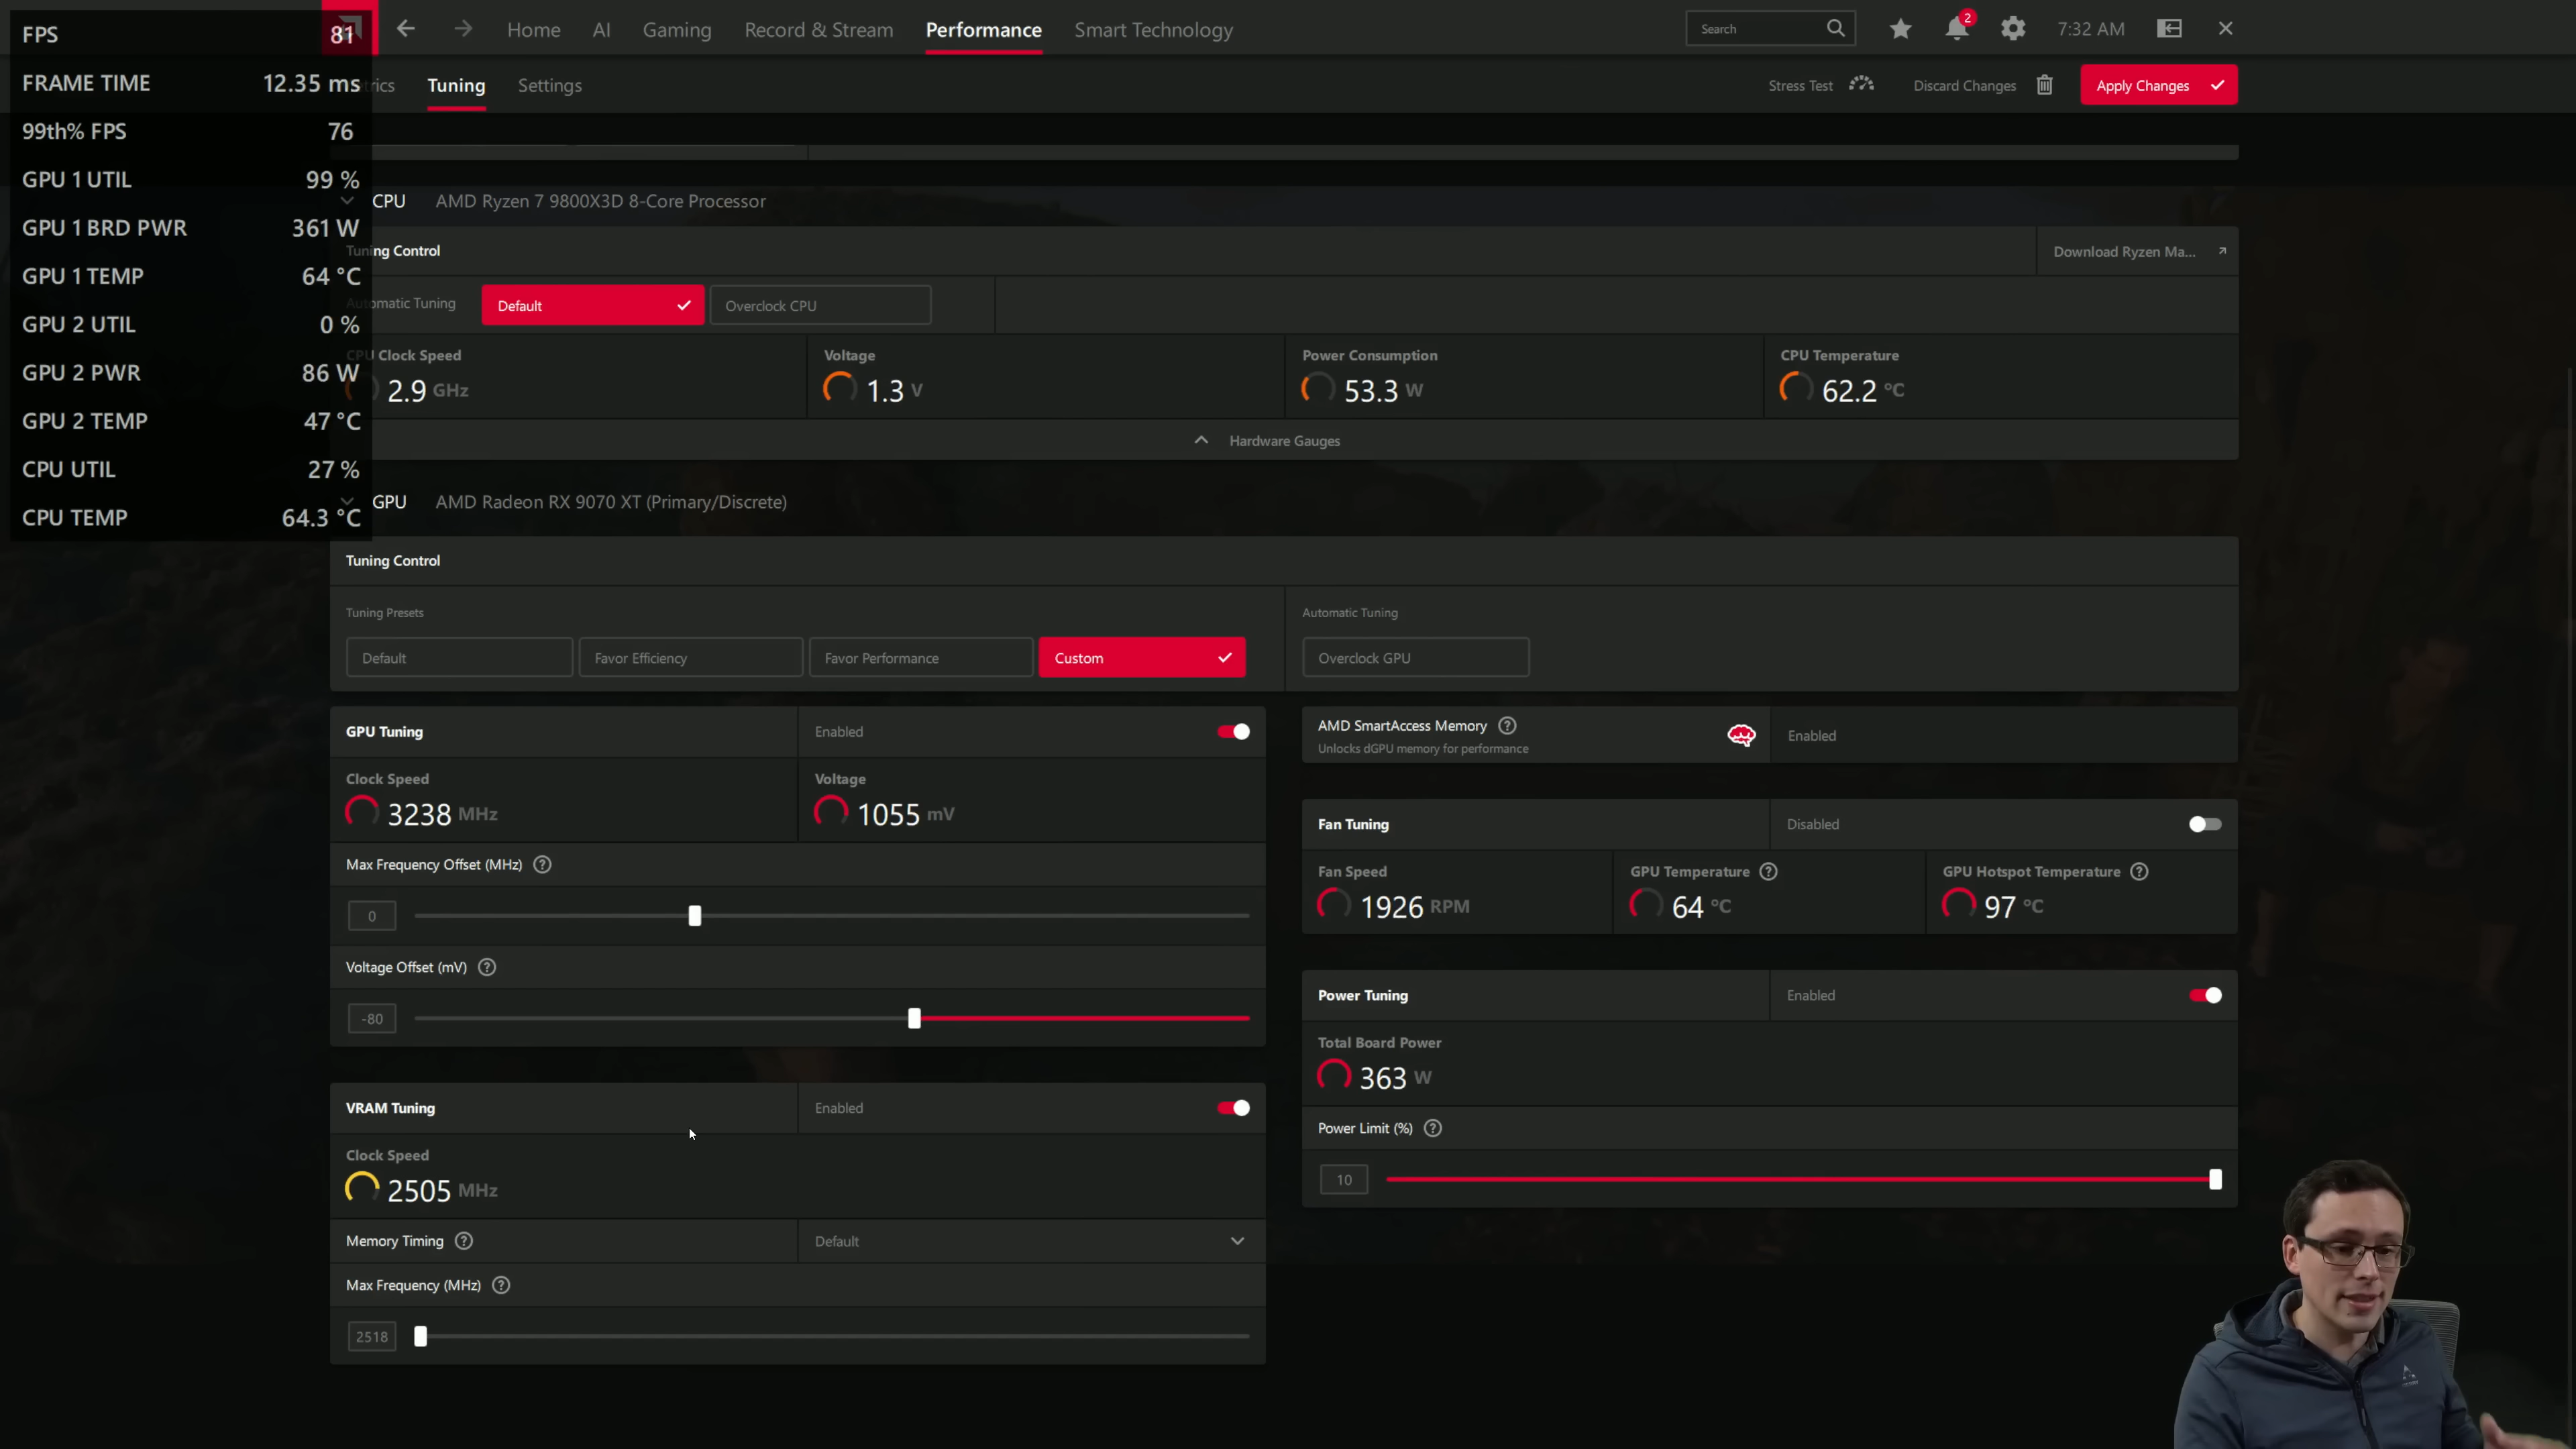 Home AI Gaming Record & Stream Performance Smart Technology Search 2 7:32 AM
Tuning Settings Stress Test Discard Changes Apply Changes
FPS 81
FRAME TIME 12.35 ms
99th% FPS 76
GPU 1 UTIL 99 %
GPU 1 BRD PWR 361 W
GPU 1 TEMP 64 °C
GPU 2 UTIL 0 %
GPU 2 PWR 86 W
GPU 2 TEMP 47 °C
CPU UTIL 27 %
CPU TEMP 64.3 °C
CPU AMD Ryzen 7 9800X3D 8-Core Processor
Tuning Control Download Ryzen Ma...
Automatic Tuning Default Overclock CPU
CPU Clock Speed Voltage Power Consumption CPU Temperature
2.9 GHz 1.3 V 53.3 W 62.2 °C
Hardware Gauges
GPU AMD Radeon RX 9070 XT (Primary/Discrete)
Tuning Control
Tuning Presets Automatic Tuning
Default Favor Efficiency Favor Performance Custom Overclock GPU
GPU Tuning Enabled
Clock Speed Voltage
3238 MHz 1055 mV
Max Frequency Offset (MHz)
0
Voltage Offset (mV)
-80
VRAM Tuning Enabled
Clock Speed
2505 MHz
Memory Timing Default
Max Frequency (MHz)
2518
AMD SmartAccess Memory Enabled
Unlocks dGPU memory for performance
Fan Tuning Disabled
Fan Speed GPU Temperature GPU Hotspot Temperature
1926 RPM 64 °C 97 °C
Power Tuning Enabled
Total Board Power
363 W
Power Limit (%)
10